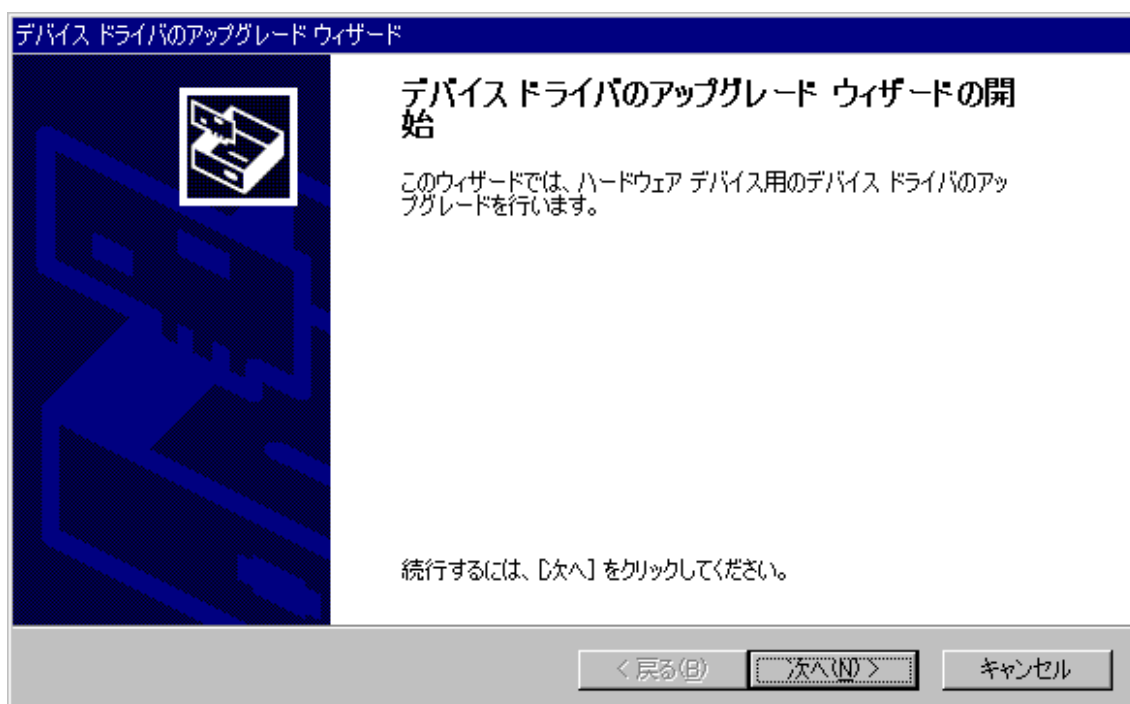 デバイス ドライバのアップグレード ウィザード
デバイス ドライバのアップグレード ウィザードの開
始
このウィザードでは、ハードウェア デバイス用のデバイス ドライバのアッ
プグレードを行います。
続行するには、[次へ] をクリックしてください。
< 戻る(B)
次へ(N) >
キャンセル